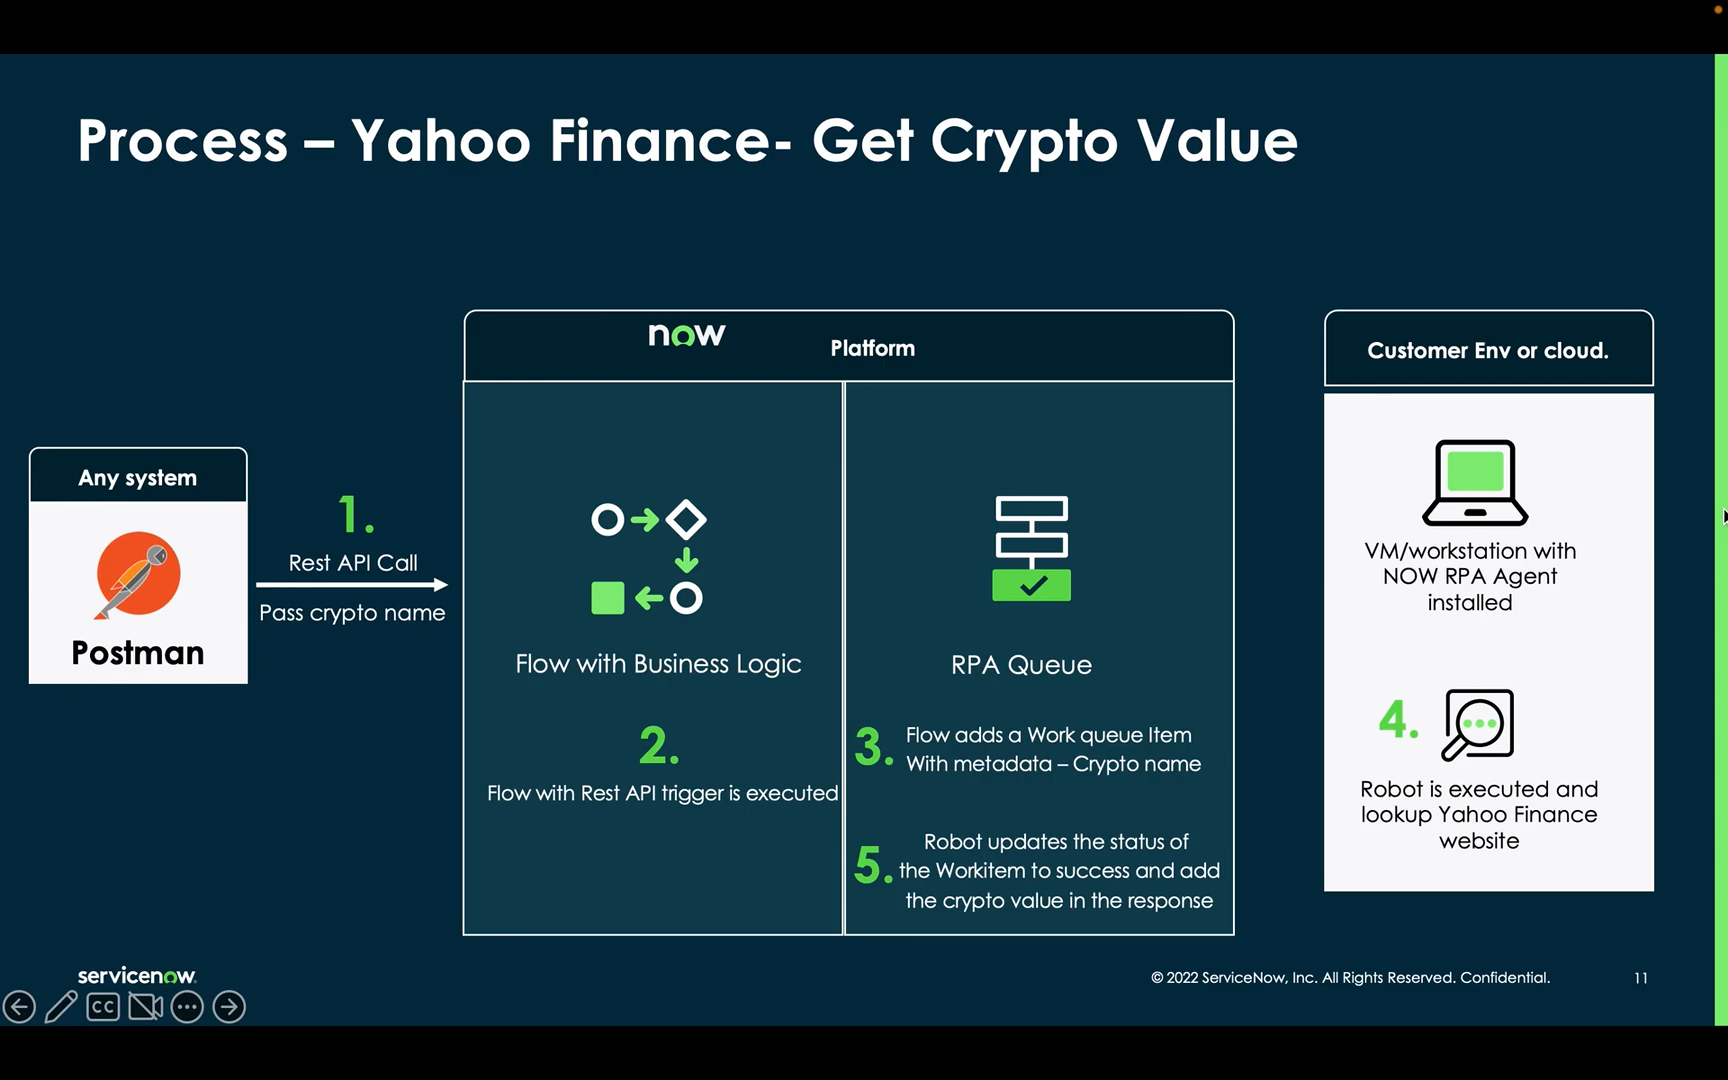 Process – Yahoo Finance- Get Crypto Value
Any system
Postman
1.
Rest API Call
Pass crypto name
now
Platform
Flow with Business Logic
2.
Flow with Rest API trigger is executed
RPA Queue
3.
Flow adds a Work queue Item
With metadata – Crypto name
5.
Robot updates the status of
the Workitem to success and add
the crypto value in the response
Customer Env or cloud.
VM/workstation with
NOW RPA Agent
installed
4.
Robot is executed and
lookup Yahoo Finance
website
servicenow.
© 2022 ServiceNow, Inc. All Rights Reserved. Confidential.
11
CC